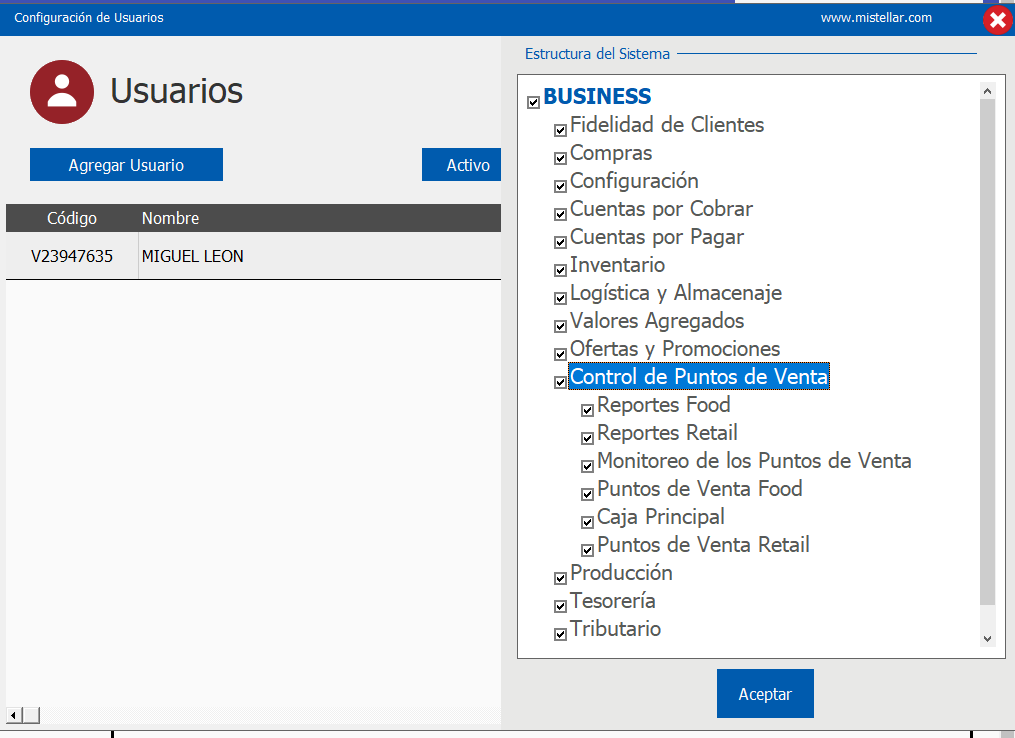 Configuración de Usuarios
www.mistellar.com
Usuarios
Agregar Usuario
Activo
Código Nombre
V23947635 MIGUEL LEON
Estructura del Sistema
BUSINESS
Fidelidad de Clientes
Compras
Configuración
Cuentas por Cobrar
Cuentas por Pagar
Inventario
Logística y Almacenaje
Valores Agregados
Ofertas y Promociones
Control de Puntos de Venta
Reportes Food
Reportes Retail
Monitoreo de los Puntos de Venta
Puntos de Venta Food
Caja Principal
Puntos de Venta Retail
Producción
Tesorería
Tributario
Aceptar